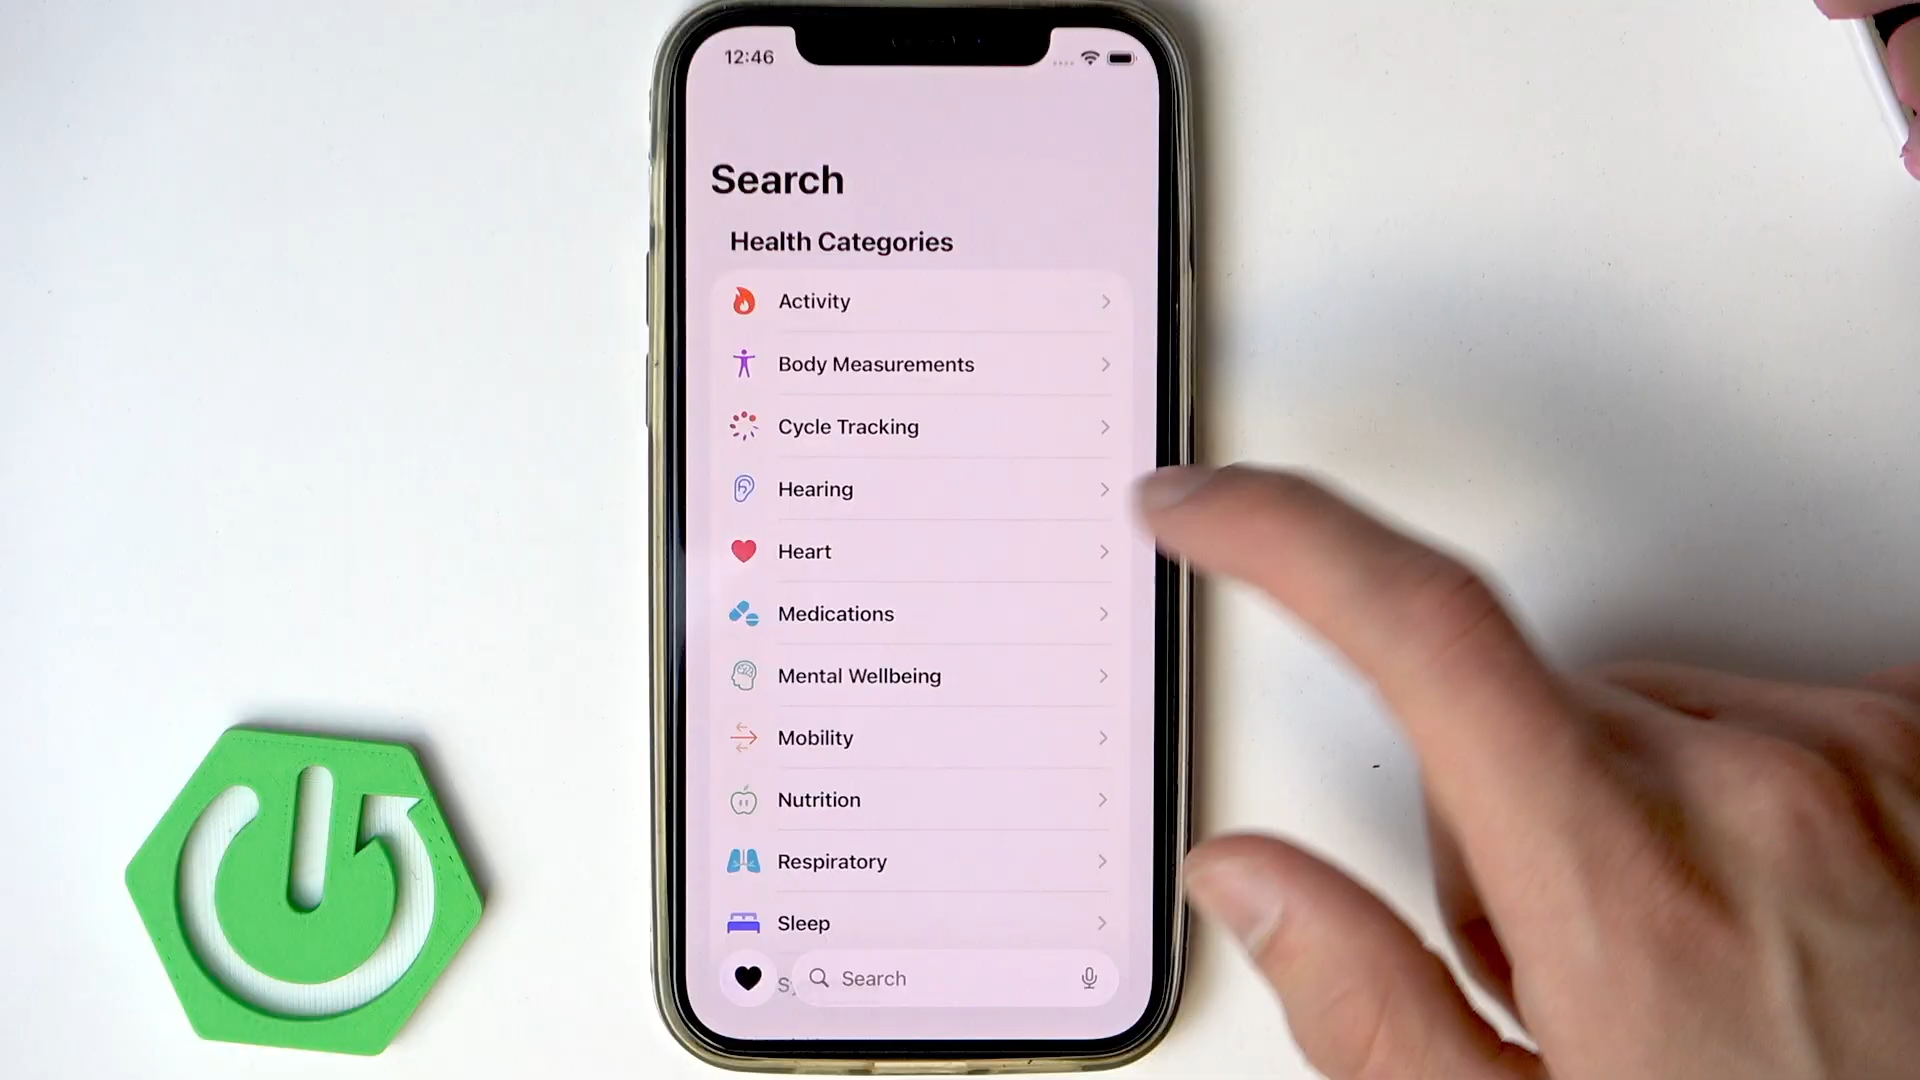 12:46
Search
Health Categories
Activity
Body Measurements
Cycle Tracking
Hearing
Heart
Medications
Mental Wellbeing
Mobility
Nutrition
Respiratory
Sleep
Search